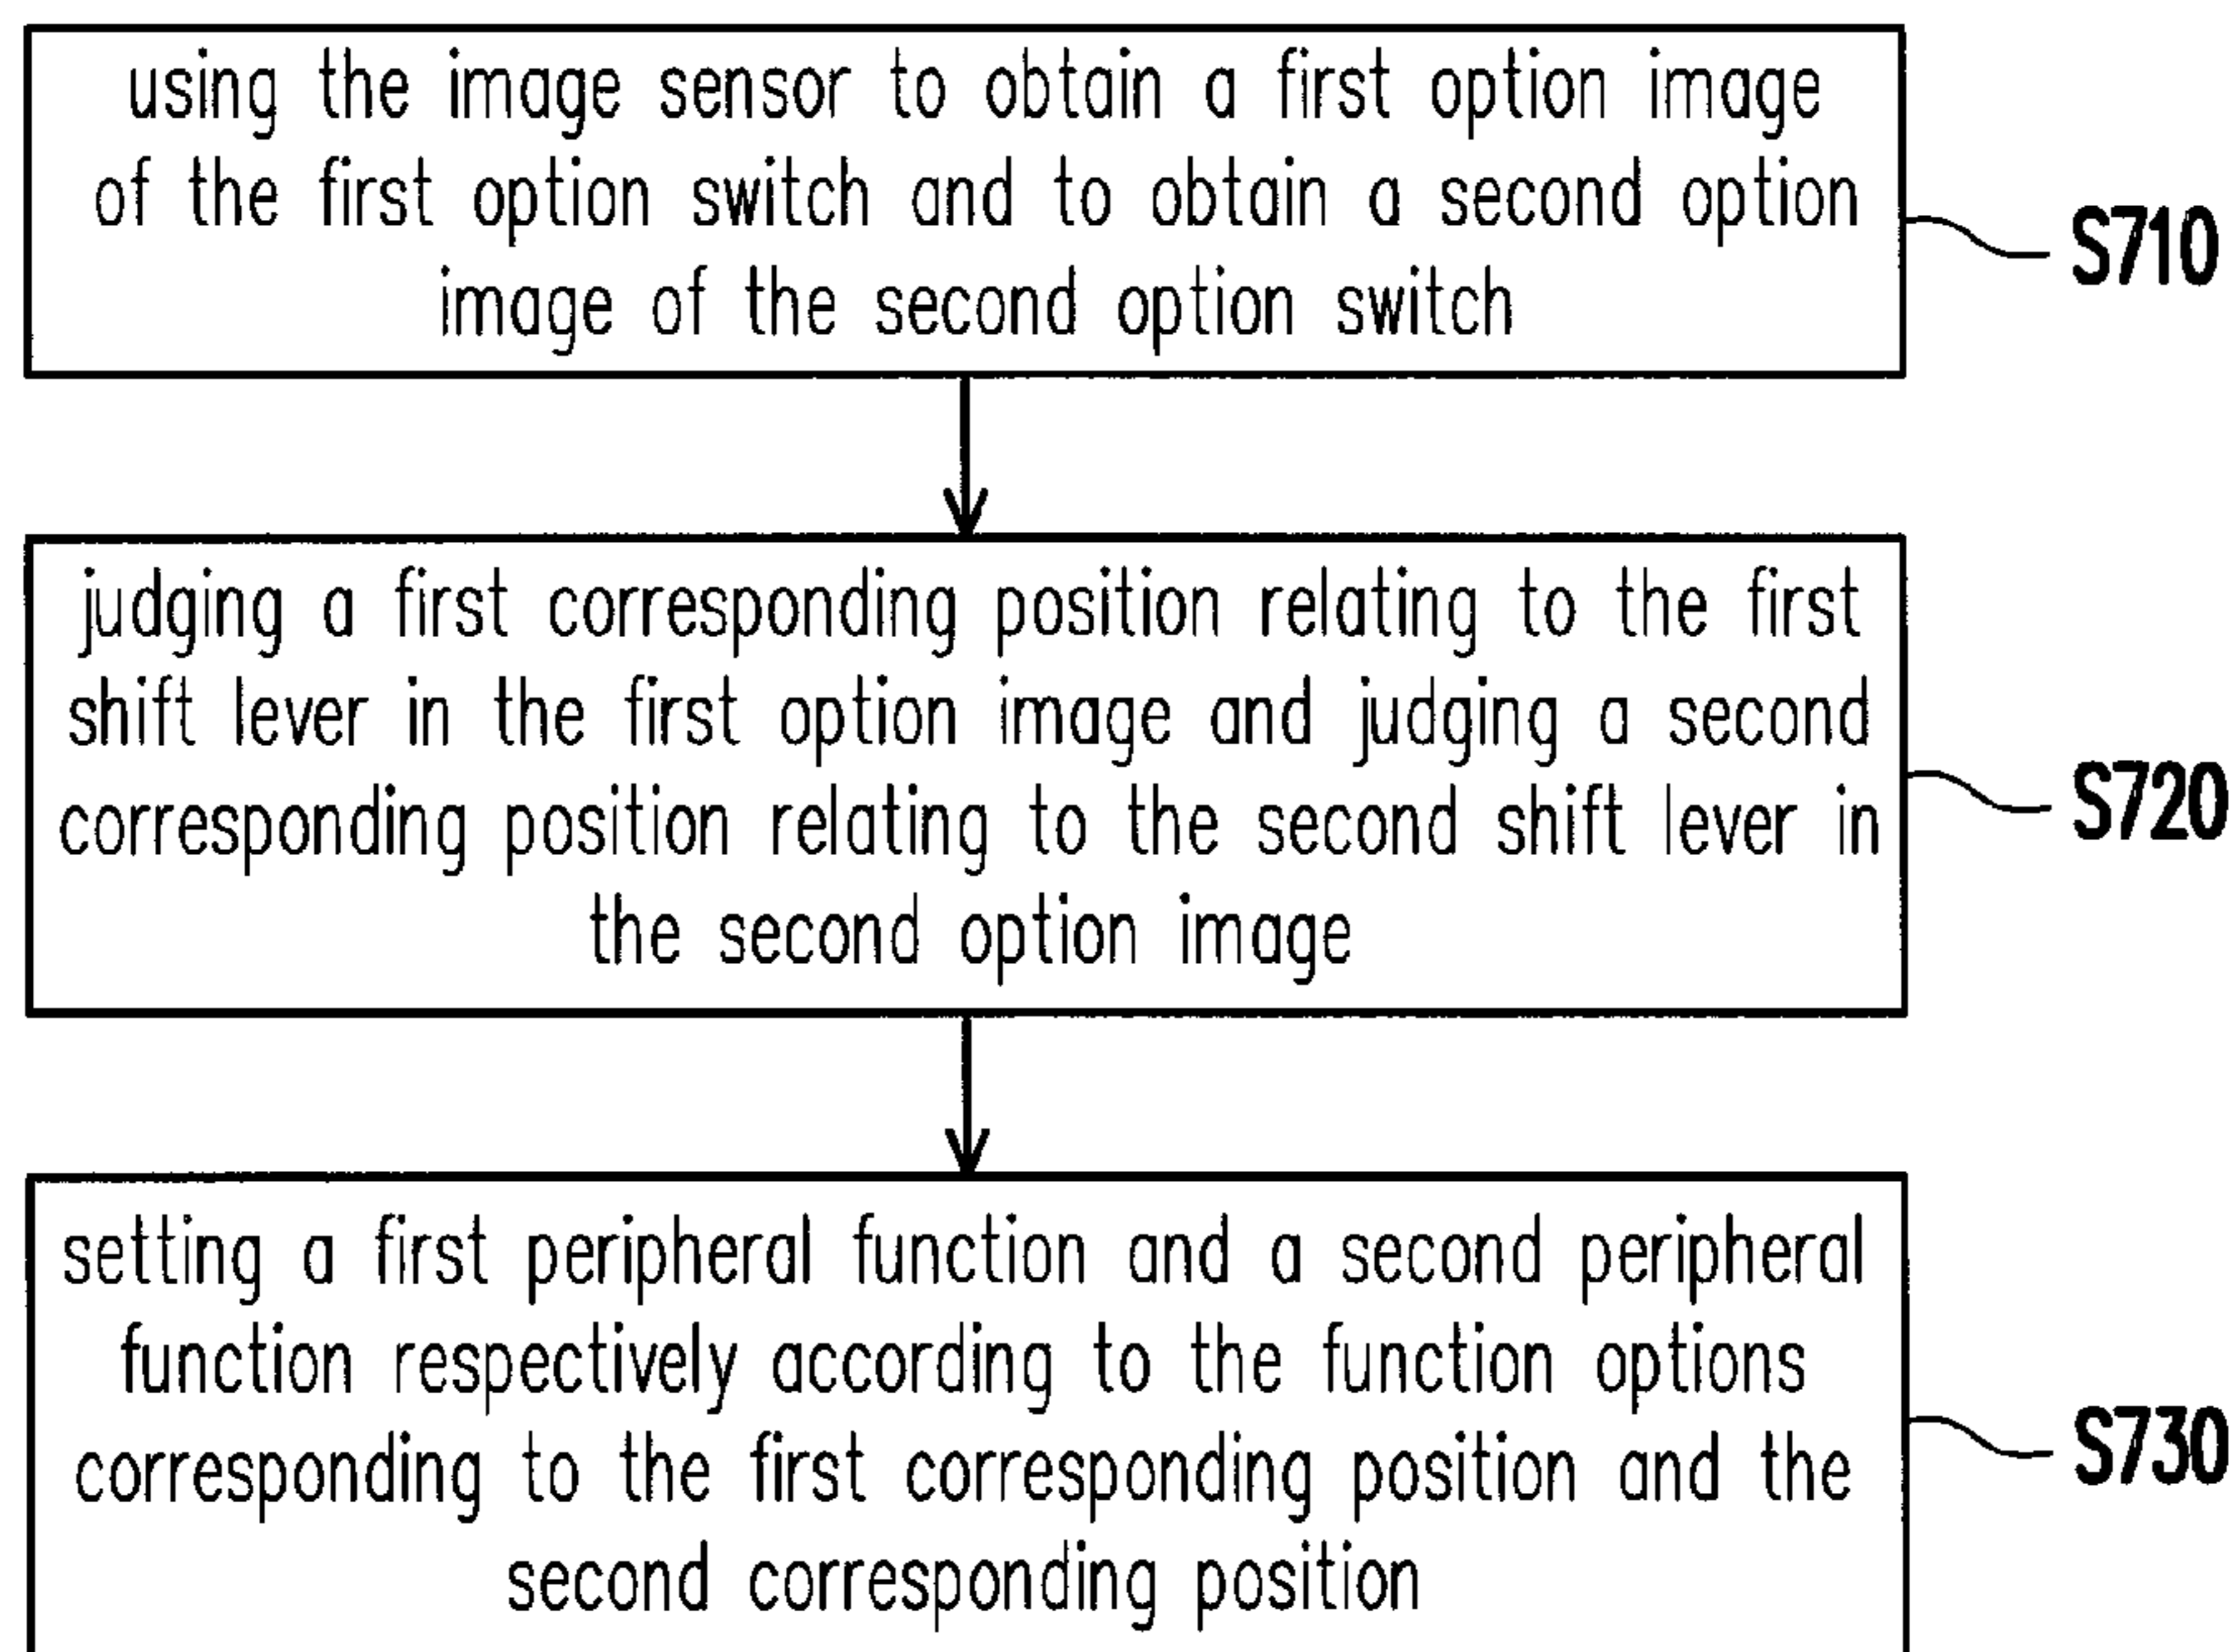 using the image sensor to obtain a first option image
of the first option switch and to obtain a second option
image of the second option switch
S710
judging a first corresponding position relating to the first
shift lever in the first option image and judging a second
corresponding position relating to the second shift lever in
the second option image
S720
setting a first peripheral function and a second peripheral
function respectively according to the function options
corresponding to the first corresponding position and the
second corresponding position
S730